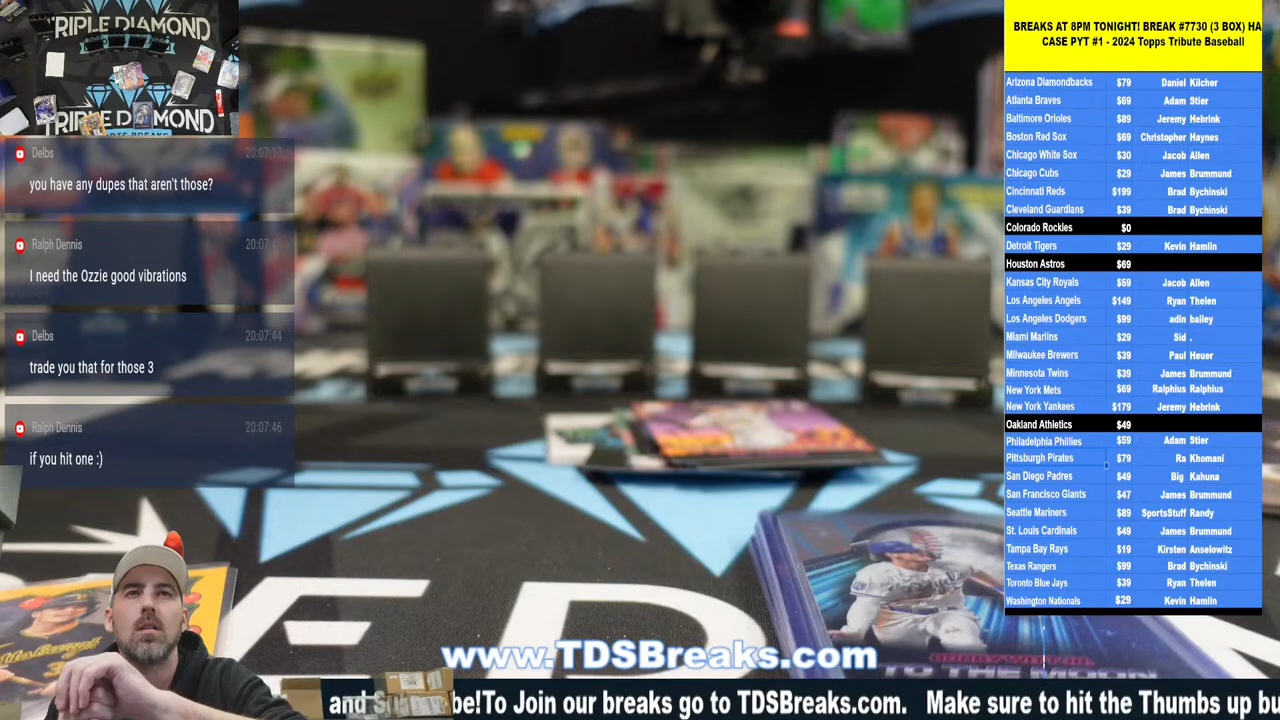 TRIPLE DIAMOND
TRIPLE DIAMOND
SPORTS BREAKS
Delbs 20:07:17
you have any dupes that aren't those?
Ralph Dennis
I need the Ozzie good vibrations
Delbs 20:07:44
trade you that for those 3
Ralph Dennis 20:07:46
if you hit one :)
BREAKS AT 8PM TONIGHT! BREAK #7730 (3 BOX) HA
CASE PYT #1 - 2024 Topps Tribute Baseball
Arizona Diamondbacks $79 Daniel Kilcher
Atlanta Braves $69 Adam Stier
Baltimore Orioles $89 Jeremy Hebrink
Boston Red Sox $69 Christopher Haynes
Chicago White Sox $30 Jacob Allen
Chicago Cubs $29 James Brummund
Cincinnati Reds $199 Brad Bychinski
Cleveland Guardians $39 Brad Bychinski
Colorado Rockies $0
Detroit Tigers $29 Kevin Hamlin
Houston Astros $69
Kansas City Royals $59 Jacob Allen
Los Angeles Angels $149 Ryan Thelen
Los Angeles Dodgers $99 adin bailey
Miami Marlins $29 Sid .
Milwaukee Brewers $39 Paul Heuer
Minnesota Twins $39 James Brummund
New York Mets $69 Ralphius Ralphius
New York Yankees $179 Jeremy Hebrink
Oakland Athletics $49
Philadelphia Phillies $59 Adam Stier
Pittsburgh Pirates $79 Ra Khomani
San Diego Padres $49 Big Kahuna
San Francisco Giants $47 James Brummund
Seattle Mariners $89 SportsStuff Randy
St. Louis Cardinals $49 James Brummund
Tampa Bay Rays $19 Kirsten Anselowitz
Texas Rangers $99 Brad Bychinski
Toronto Blue Jays $39 Ryan Thelen
Washington Nationals $29 Kevin Hamlin
BOBBY WITT JR.
TO THE MOON
www.TDSBreaks.com
and be!To Join our breaks go to TDSBreaks.com. Make sure to hit the Thumbs up bu